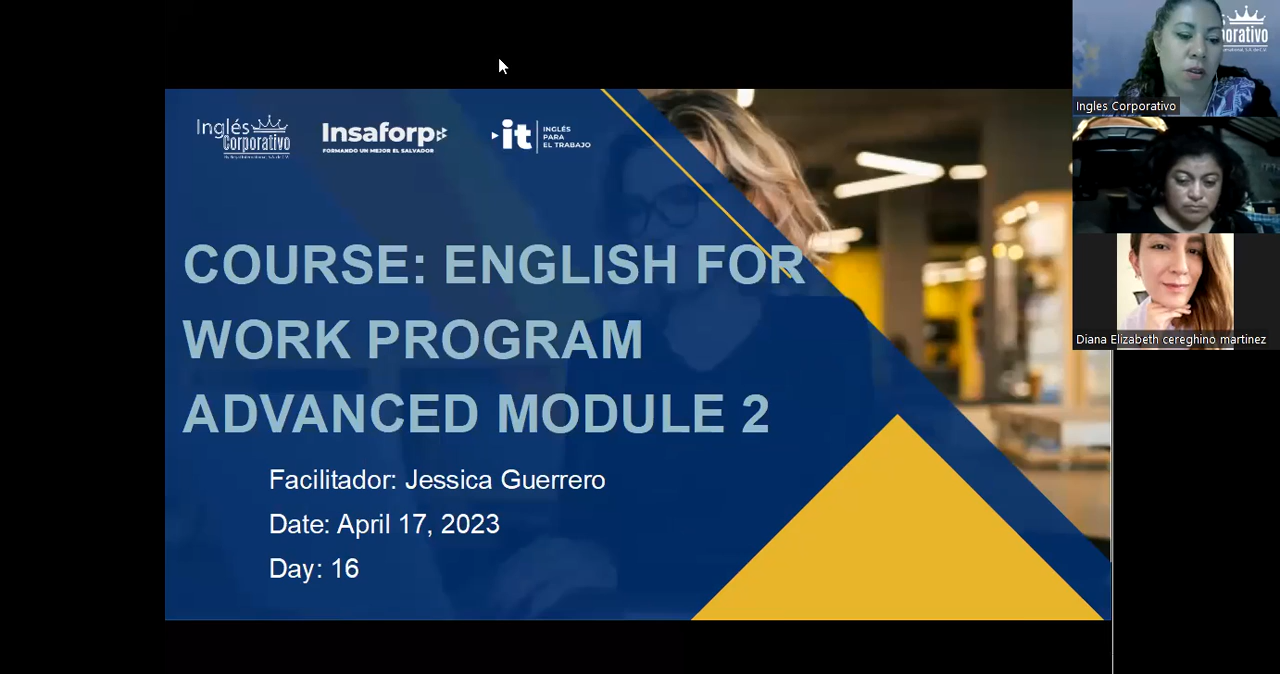 Inglés
Corporativo
Insaforp
FORMANDO UN MEJOR EL SALVADOR
it
INGLÉS
PARA
EL TRABAJO
COURSE: ENGLISH FOR
WORK PROGRAM
ADVANCED MODULE 2
Facilitador: Jessica Guerrero
Date: April 17, 2023
Day: 16
Ingles Corporativo
Diana Elizabeth cereghino martinez